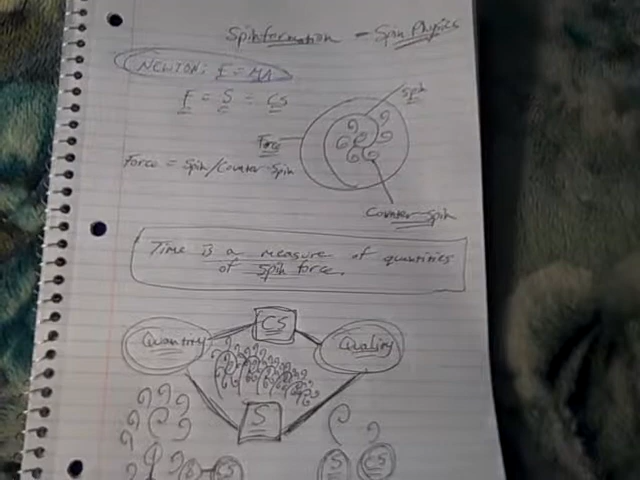 Spinformation - Spin Physics
NEWTON: F = MA
F = S = CS
Spin
Force
Force = Spin/Counter-Spin
Counter-Spin
Time is a measure of quantities
of spin force.
CS
Quantity
Quality
S
S
S
CS